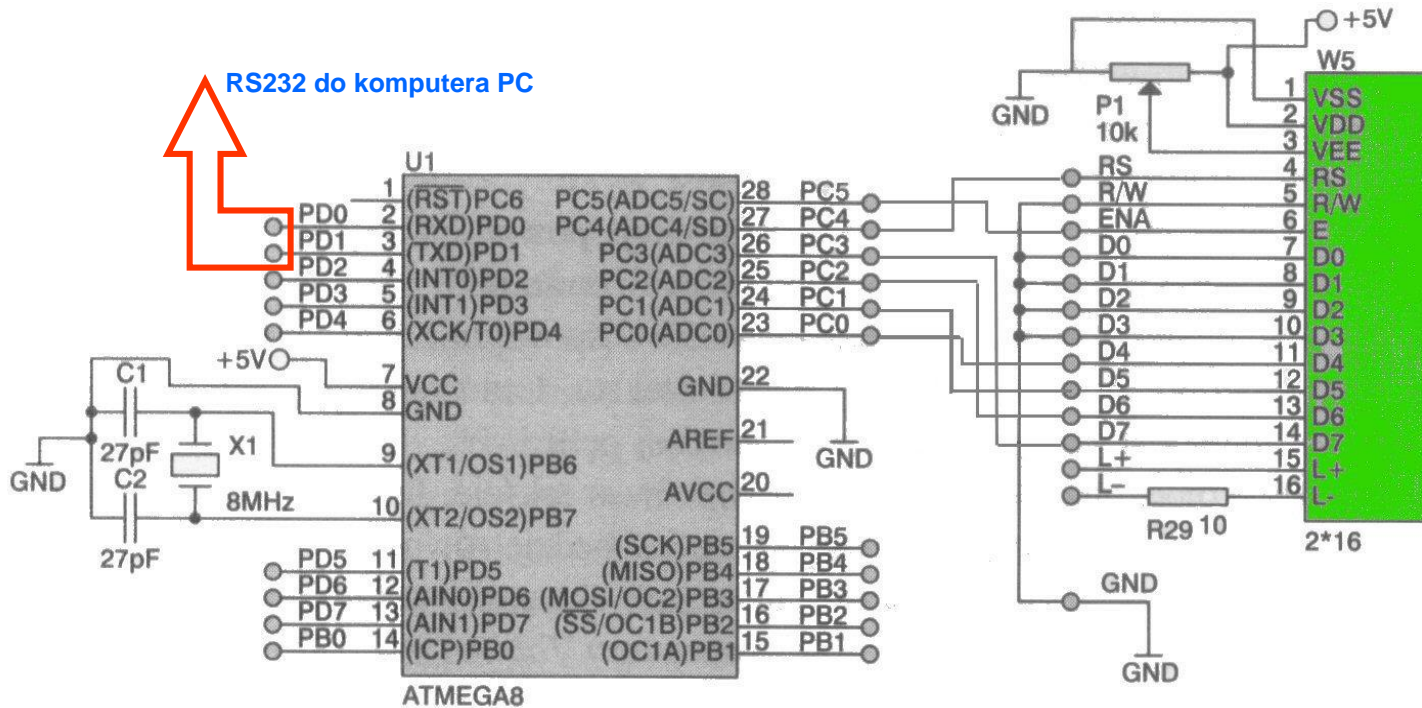 RS232 do komputera PC
+5V
GND
P1
10k
W5
1 VSS
2 VDD
3 VEE
RS 4 RS
R/W 5 R/W
ENA 6 E
D0 7 D0
D1 8 D1
D2 9 D2
D3 10 D3
D4 11 D4
D5 12 D5
D6 13 D6
D7 14 D7
L+ 15 L+
L- 16 L-
R29 10
2*16
GND
GND
U1
1 (RST)PC6
PD0 2 (RXD)PD0
PD1 3 (TXD)PD1
PD2 4 (INT0)PD2
PD3 5 (INT1)PD3
PD4 6 (XCK/T0)PD4
+5V
7 VCC
8 GND
9 (XT1/OS1)PB6
10 (XT2/OS2)PB7
PD5 11 (T1)PD5
PD6 12 (AIN0)PD6
PD7 13 (AIN1)PD7
PB0 14 (ICP)PB0
PC5(ADC5/SC) 28 PC5
PC4(ADC4/SD) 27 PC4
PC3(ADC3) 26 PC3
PC2(ADC2) 25 PC2
PC1(ADC1) 24 PC1
PC0(ADC0) 23 PC0
GND 22
AREF 21
GND
AVCC 20
(SCK)PB5 19 PB5
(MISO)PB4 18 PB4
(MOSI/OC2)PB3 17 PB3
(SS/OC1B)PB2 16 PB2
(OC1A)PB1 15 PB1
ATMEGA8
C1
27pF
X1
GND
C2
8MHz
27pF